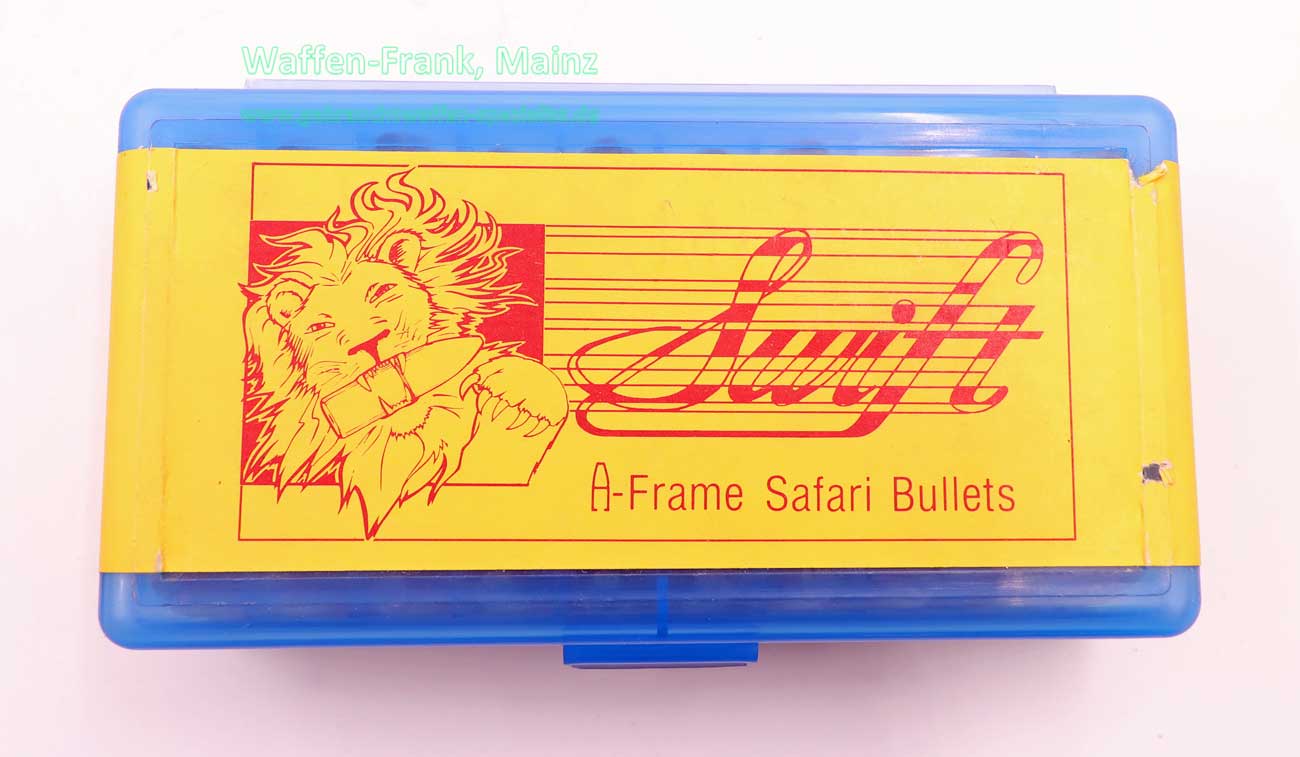 Waffen-Frank, Mainz
Swift
A-Frame Safari Bullets